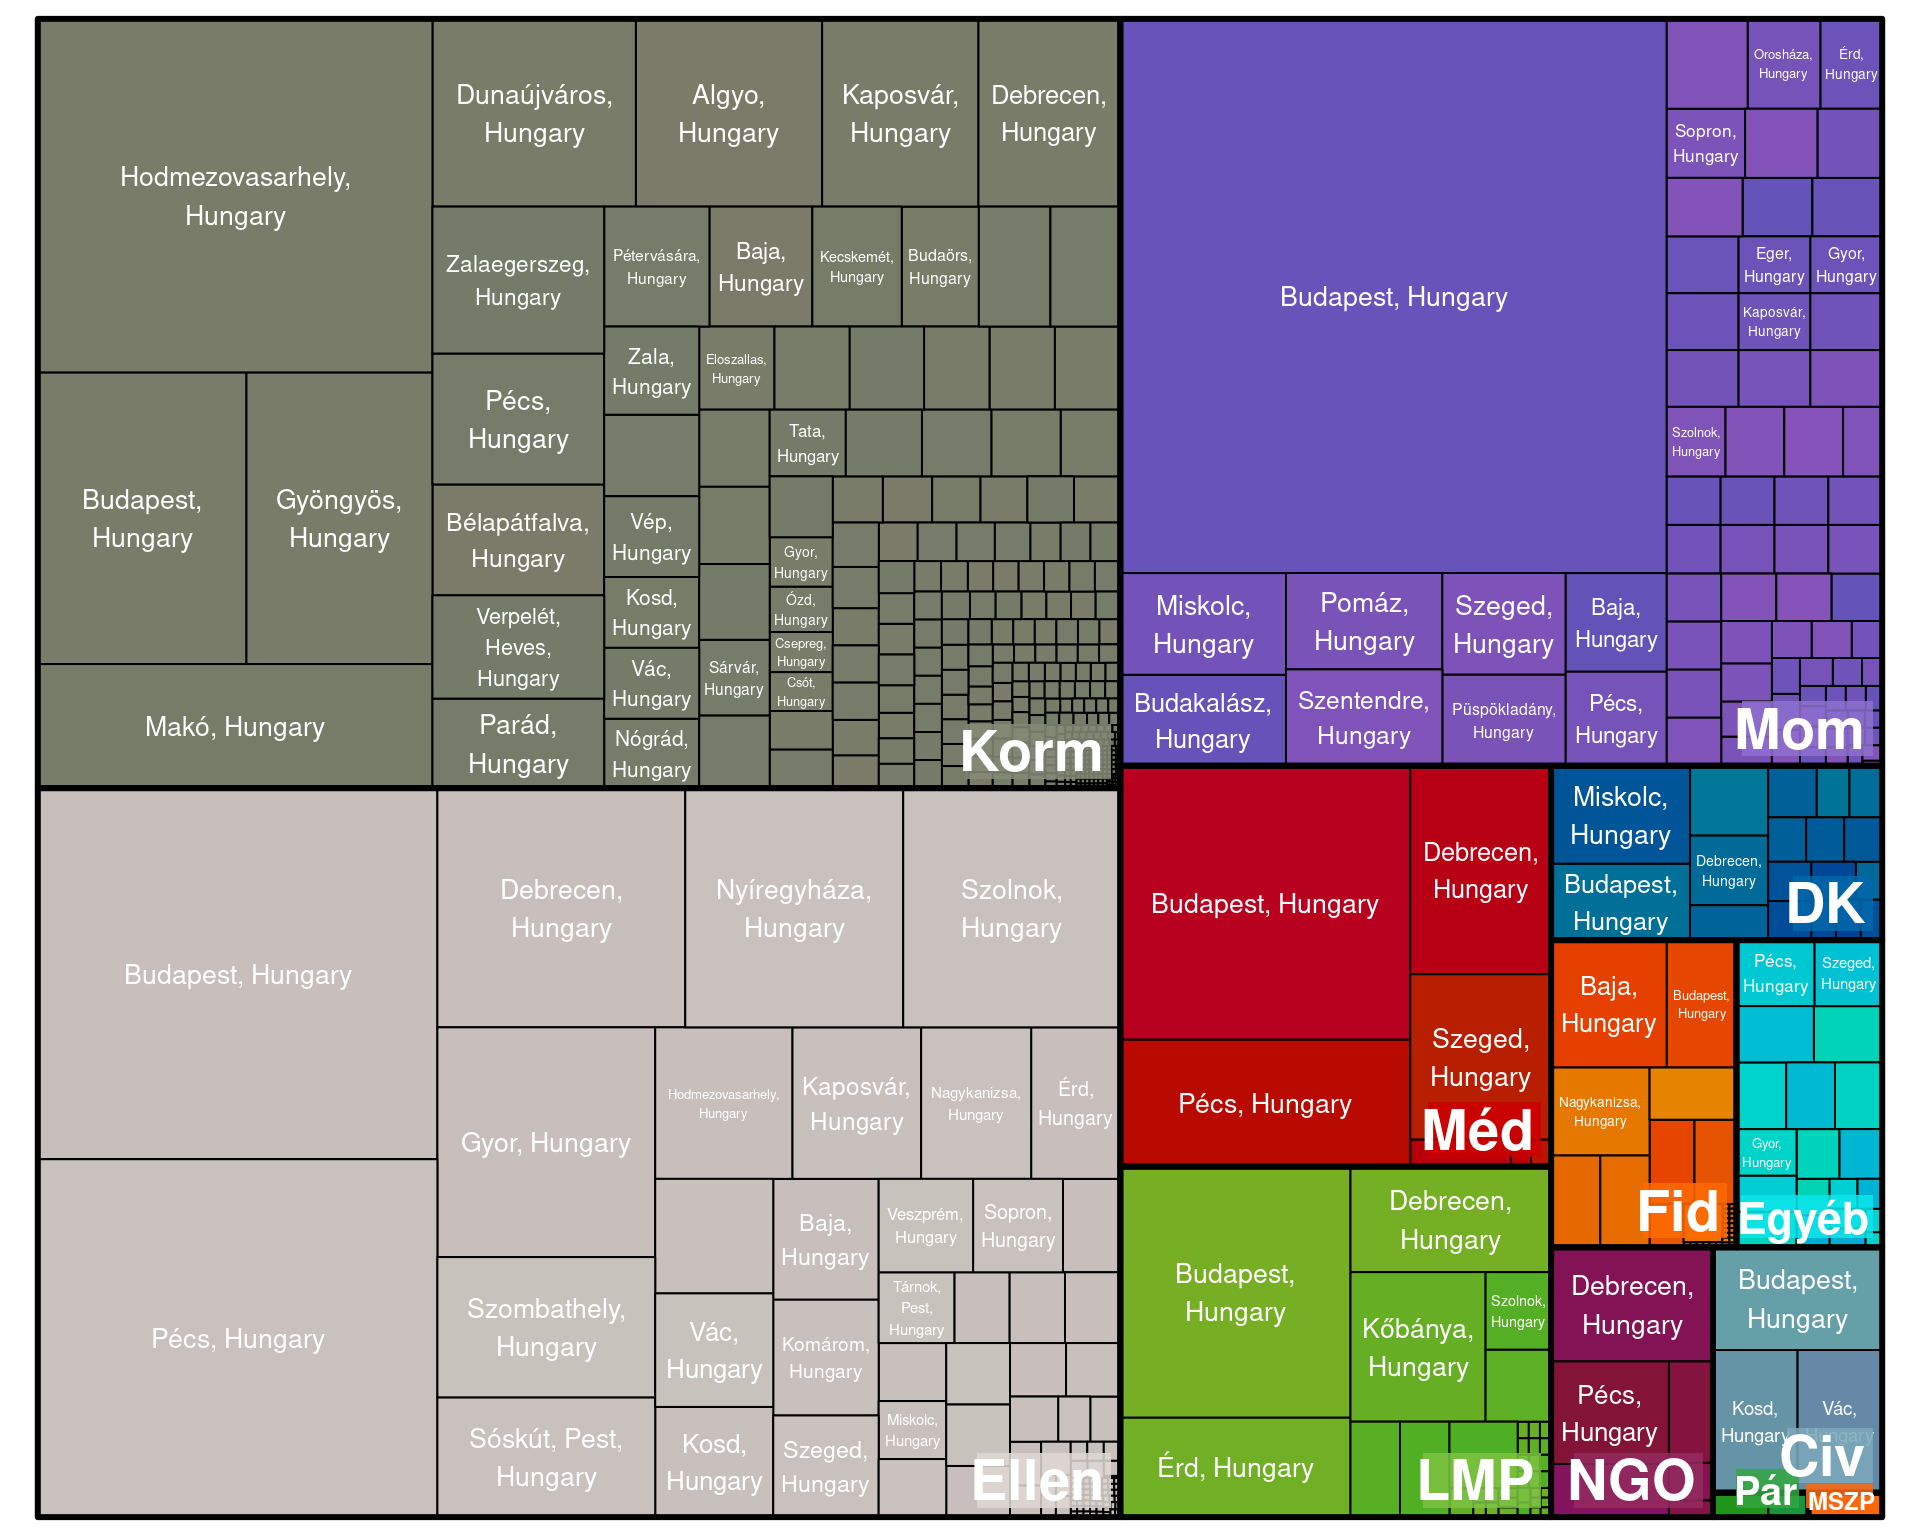 Hodmezovasarhely,
Hungary
Dunaújváros,
Hungary
Algyo,
Hungary
Kaposvár,
Hungary
Debrecen,
Hungary
Zalaegerszeg,
Hungary
Pétervására,
Hungary
Baja,
Hungary
Kecskemét,
Hungary
Budaörs,
Hungary
Zala,
Hungary
Eloszallas,
Hungary
Pécs,
Hungary
Tata,
Hungary
Budapest,
Hungary
Gyöngyös,
Hungary
Bélapátfalva,
Hungary
Vép,
Hungary
Gyor,
Hungary
Kosd,
Hungary
Ózd,
Hungary
Verpelét,
Heves,
Hungary
Csepreg,
Hungary
Vác,
Hungary
Sárvár,
Hungary
Csót,
Hungary
Makó, Hungary
Parád,
Hungary
Nógrád,
Hungary
Korm
Budapest, Hungary
Orosháza,
Hungary
Érd,
Hungary
Sopron,
Hungary
Eger,
Hungary
Gyor,
Hungary
Kaposvár,
Hungary
Szolnok,
Hungary
Miskolc,
Hungary
Pomáz,
Hungary
Szeged,
Hungary
Baja,
Hungary
Budakalász,
Hungary
Szentendre,
Hungary
Püspökladány,
Hungary
Pécs,
Hungary
Mom
Budapest, Hungary
Debrecen,
Hungary
Nyíregyháza,
Hungary
Szolnok,
Hungary
Pécs, Hungary
Gyor, Hungary
Hodmezovasarhely,
Hungary
Kaposvár,
Hungary
Nagykanizsa,
Hungary
Érd,
Hungary
Baja,
Hungary
Veszprém,
Hungary
Sopron,
Hungary
Szombathely,
Hungary
Vác,
Hungary
Komárom,
Hungary
Tárnok,
Pest,
Hungary
Miskolc,
Hungary
Sóskút, Pest,
Hungary
Kosd,
Hungary
Szeged,
Hungary
Ellen
Budapest, Hungary
Debrecen,
Hungary
Pécs, Hungary
Szeged,
Hungary
Méd
Miskolc,
Hungary
Budapest,
Hungary
Debrecen,
Hungary
DK
Baja,
Hungary
Budapest,
Hungary
Nagykanizsa,
Hungary
Fid
Pécs,
Hungary
Szeged,
Hungary
Gyor,
Hungary
Egyéb
Budapest,
Hungary
Debrecen,
Hungary
Kőbánya,
Hungary
Szolnok,
Hungary
Érd, Hungary
LMP
Debrecen,
Hungary
Pécs,
Hungary
NGO
Budapest,
Hungary
Kosd,
Hungary
Vác,
Hungary
Civ
Pár
MSZP